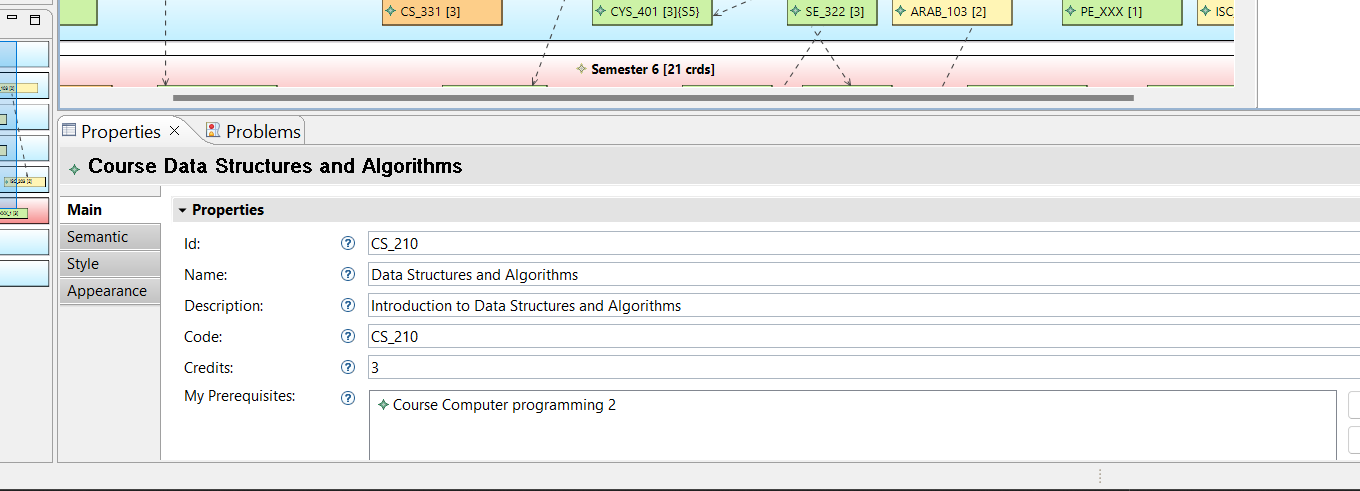 CS_331 [3]
CYS_401 [3]{S5}
SE_322 [3]
ARAB_103 [2]
PE_XXX [1]
ISC
Semester 6 [21 crds]
Properties
Problems
Course Data Structures and Algorithms
Main
Properties
Semantic
Id:
CS_210
Style
Name:
Data Structures and Algorithms
Appearance
Description:
Introduction to Data Structures and Algorithms
Code:
CS_210
Credits:
3
My Prerequisites:
Course Computer programming 2